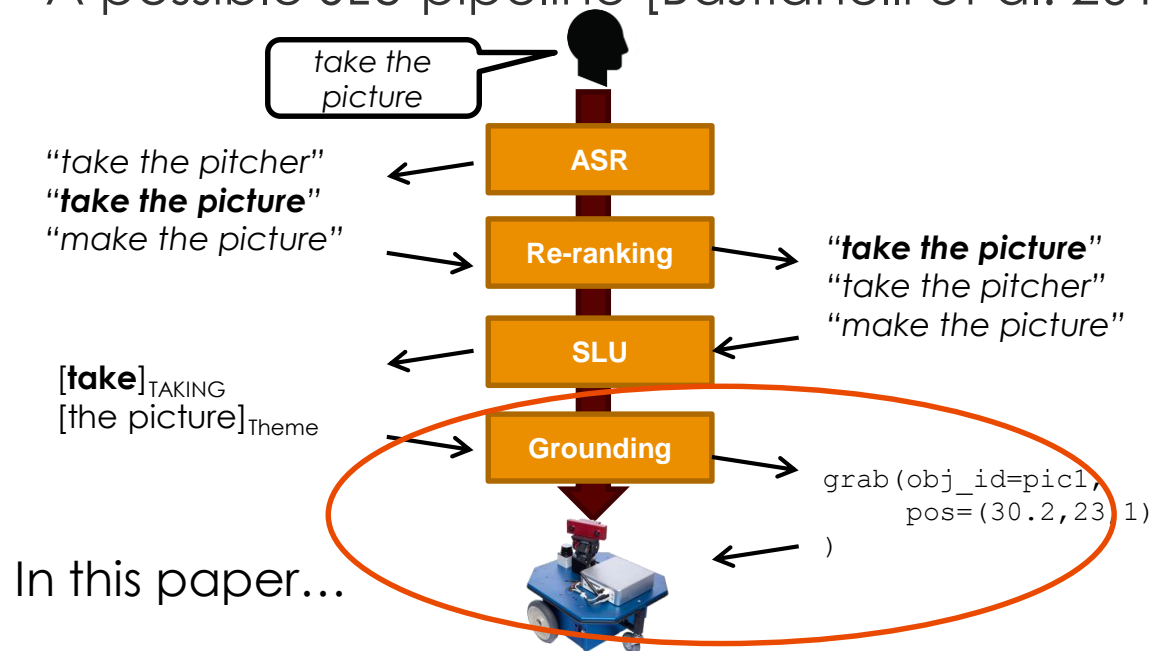 take the
picture
ASR
"take the pitcher"
"take the picture"
"make the picture"
Re-ranking
"take the picture"
"take the pitcher"
"make the picture"
SLU
[take]TAKING
[the picture]Theme
Grounding
grab(obj_id=pic1,
pos=(30.2,23,1)
)
In this paper…